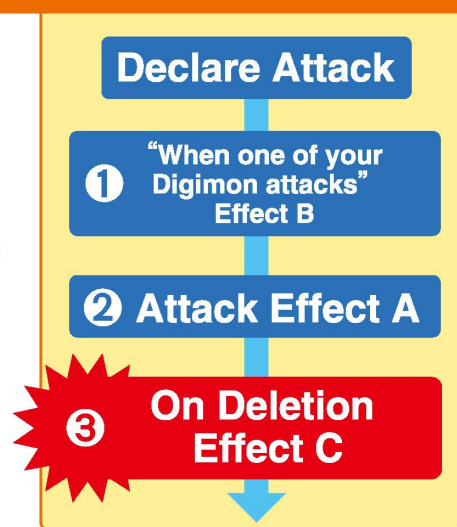 Declare Attack
❶ “When one of your
Digimon attacks”
Effect B
❷ Attack Effect A
❸ On Deletion
Effect C